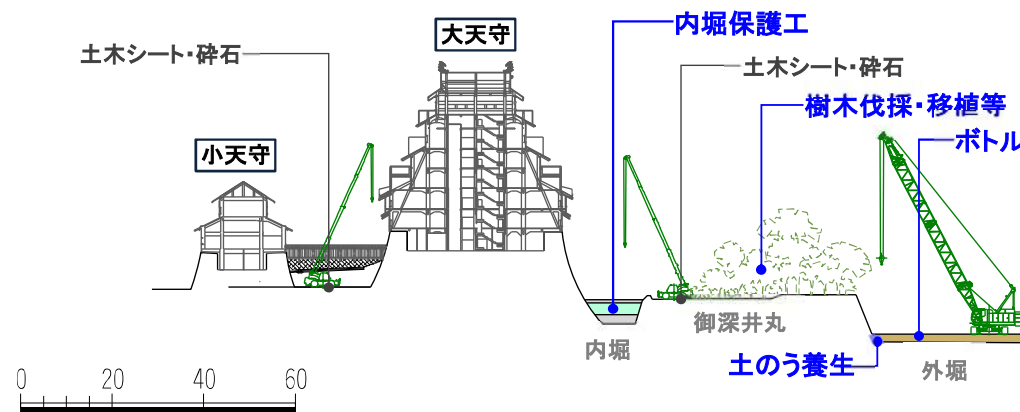 内堀保護工
大天守
土木シート・砕石
土木シート・砕石
樹木伐採・移植等
ボトル
小天守
御深井丸
内堀
土のう養生
外堀
0 20 40 60